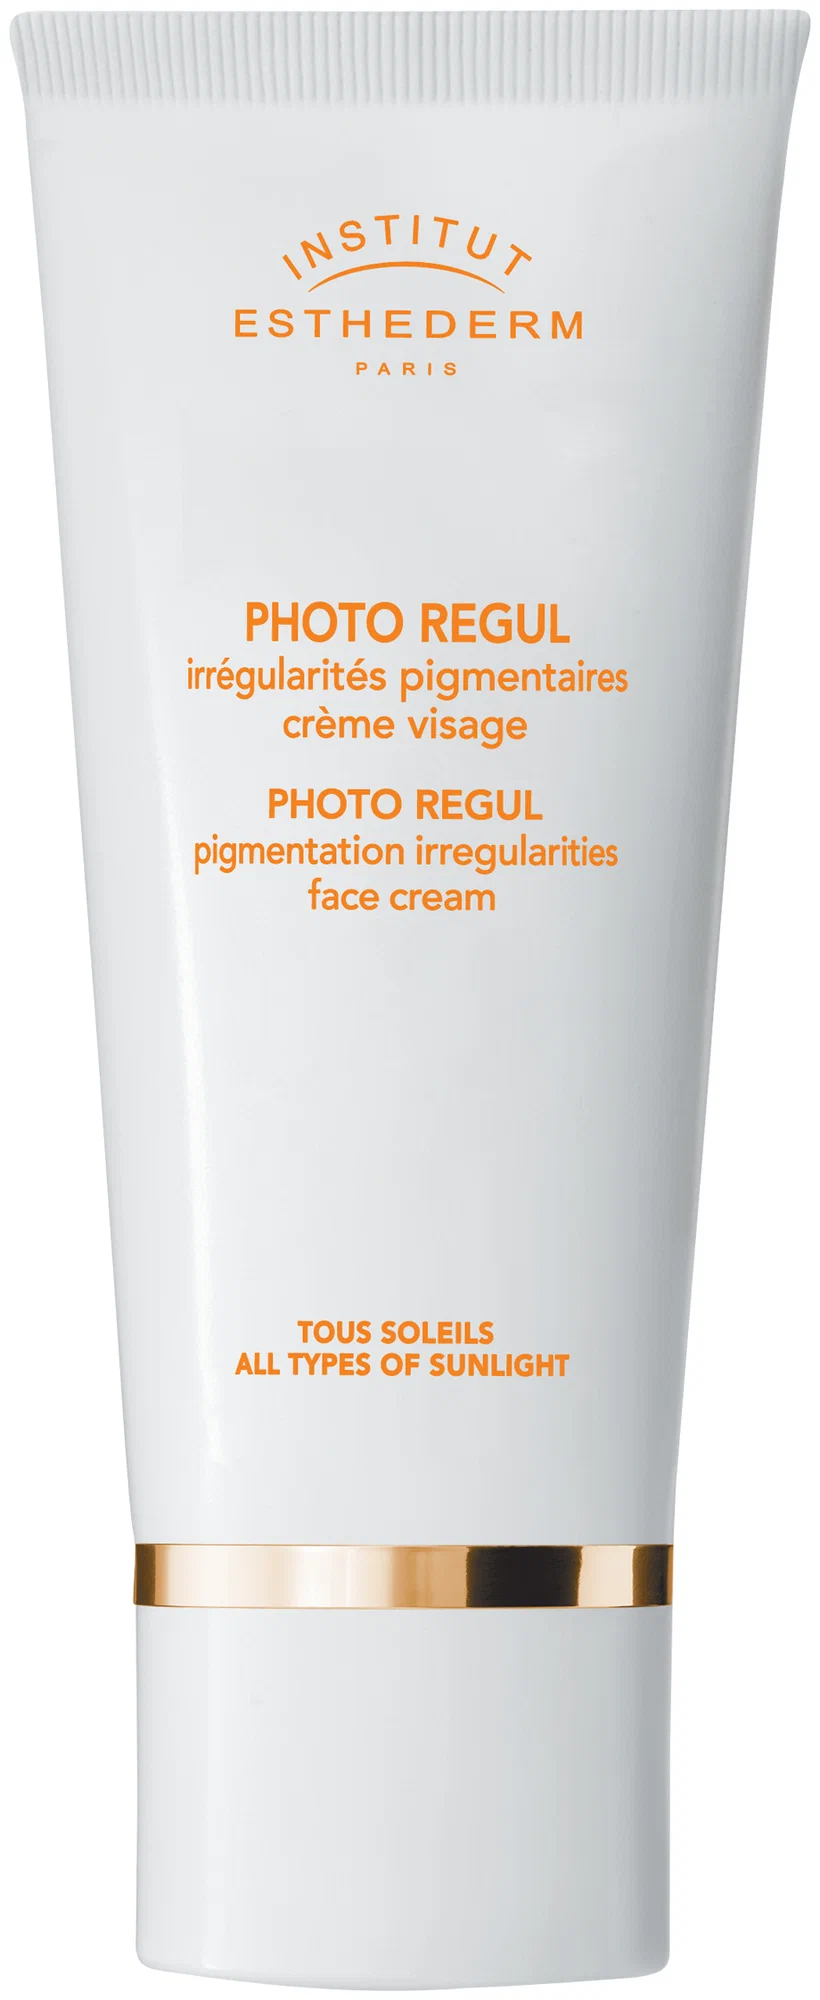 INSTITUT
ESTHEDERM
PARIS
PHOTO REGUL
irrégularités pigmentaires
crème visage
PHOTO REGUL
pigmentation irregularities
face cream
TOUS SOLEILS
ALL TYPES OF SUNLIGHT